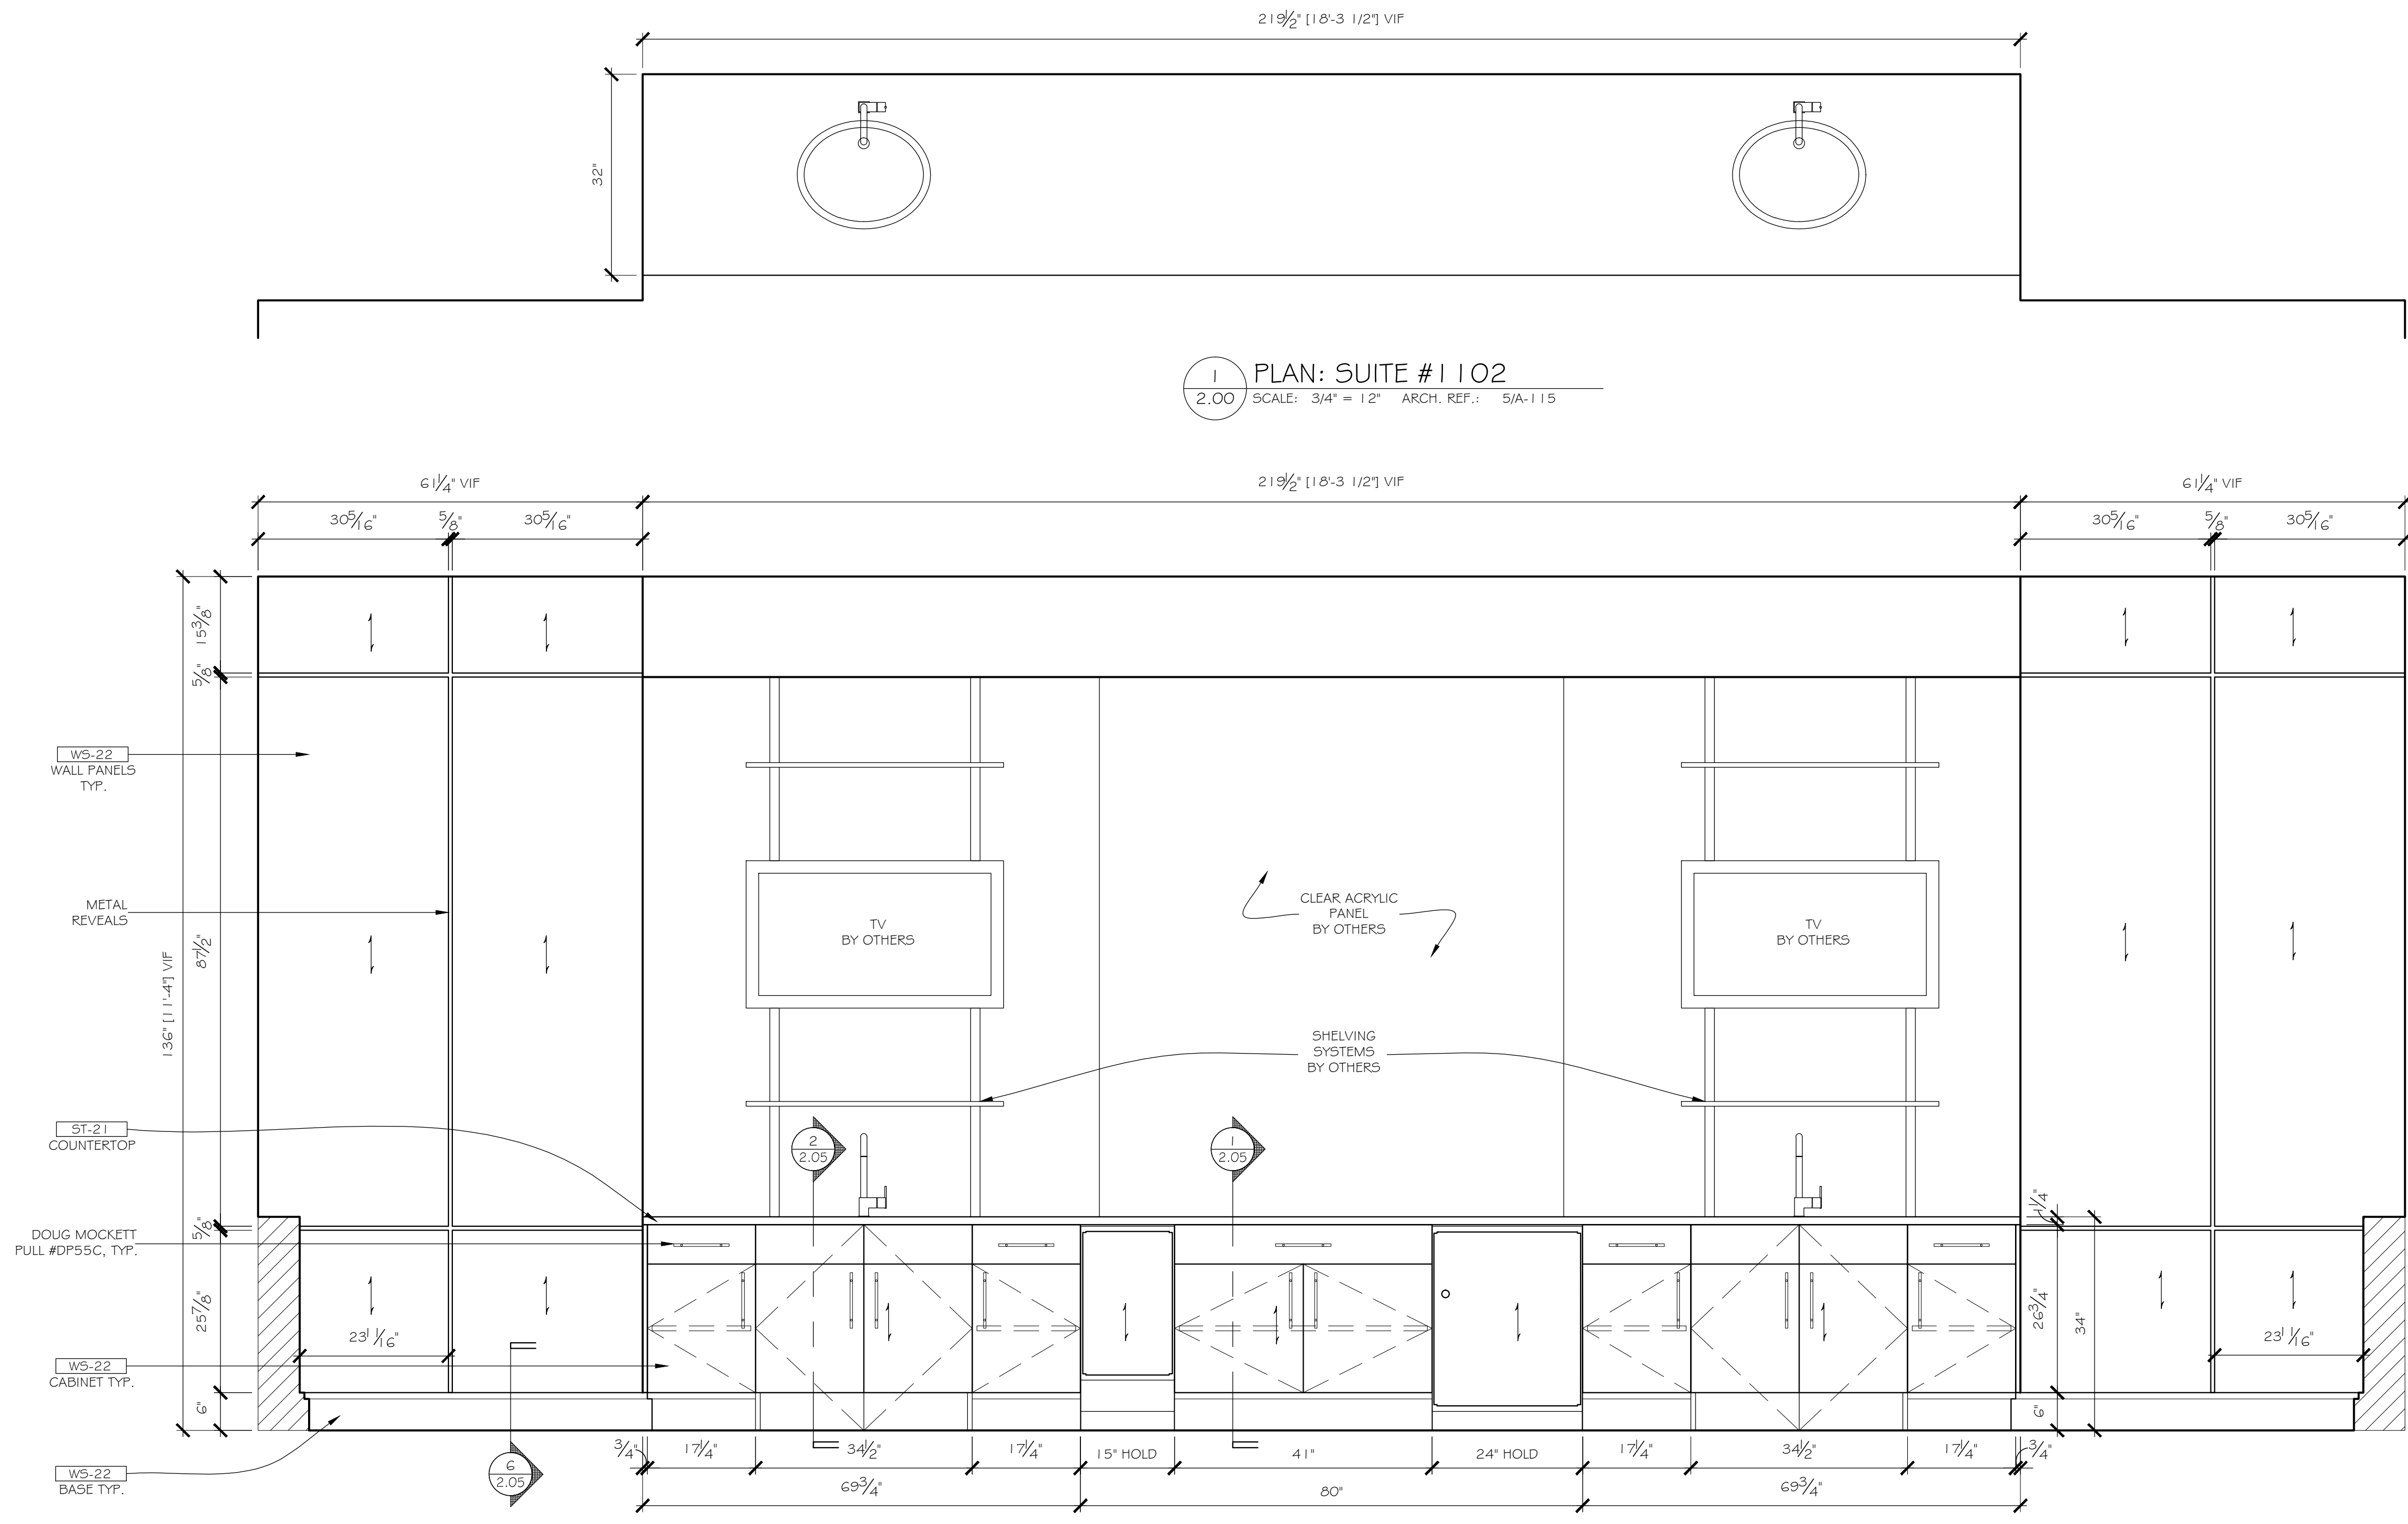 219 1/2" [18'-3 1/2"] VIF
32"
1
2.00
PLAN: SUITE #1102
SCALE: 3/4" = 12" ARCH. REF.: 5/A-115
61 1/4" VIF
219 1/2" [18'-3 1/2"] VIF
61 1/4" VIF
30 5/16"
5/8"
30 5/16"
30 5/16"
5/8"
30 5/16"
15 3/8"
5/8"
87 1/2"
136" [11'-4"] VIF
5/8"
25 7/8"
6"
WS-22
WALL PANELS
TYP.
METAL
REVEALS
ST-21
COUNTERTOP
DOUG MOCKETT
PULL #DP55C, TYP.
WS-22
CABINET TYP.
WS-22
BASE TYP.
TV
BY OTHERS
CLEAR ACRYLIC
PANEL
BY OTHERS
TV
BY OTHERS
SHELVING
SYSTEMS
BY OTHERS
2
2.05
1
2.05
6
2.05
23 11/16"
1 1/4"
26 3/4"
34"
6"
23 11/16"
3/4"
17 1/4"
34 1/2"
17 1/4"
15" HOLD
41"
24" HOLD
17 1/4"
34 1/2"
17 1/4"
3/4"
69 3/4"
80"
69 3/4"